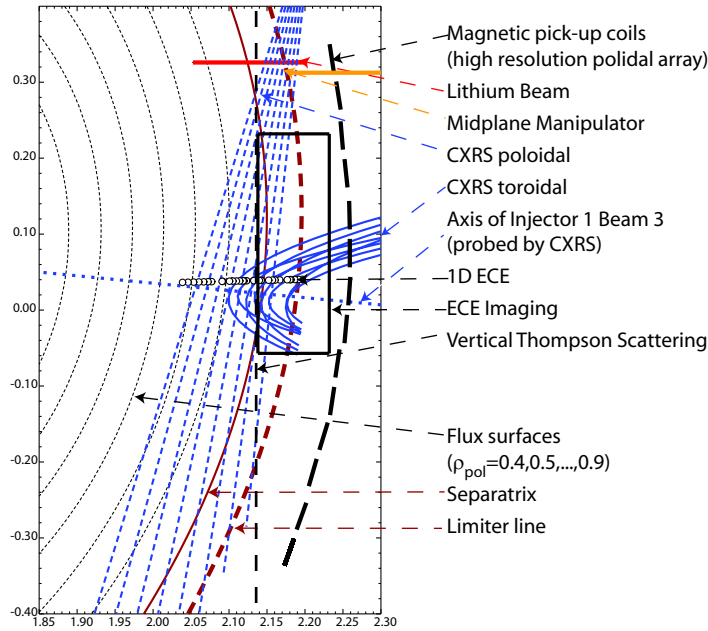 Magnetic pick-up coils
(high resolution polidal array)
Lithium Beam
Midplane Manipulator
CXRS poloidal
CXRS toroidal
Axis of Injector 1 Beam 3
(probed by CXRS)
1D ECE
ECE Imaging
Vertical Thompson Scattering
Flux surfaces
(ρpol=0.4,0.5,...,0.9)
Separatrix
Limiter line
0.30
0.20
0.10
0.00
-0.10
-0.20
-0.30
-0.40
1.85 1.90 1.95 2.00 2.05 2.10 2.15 2.20 2.25 2.30